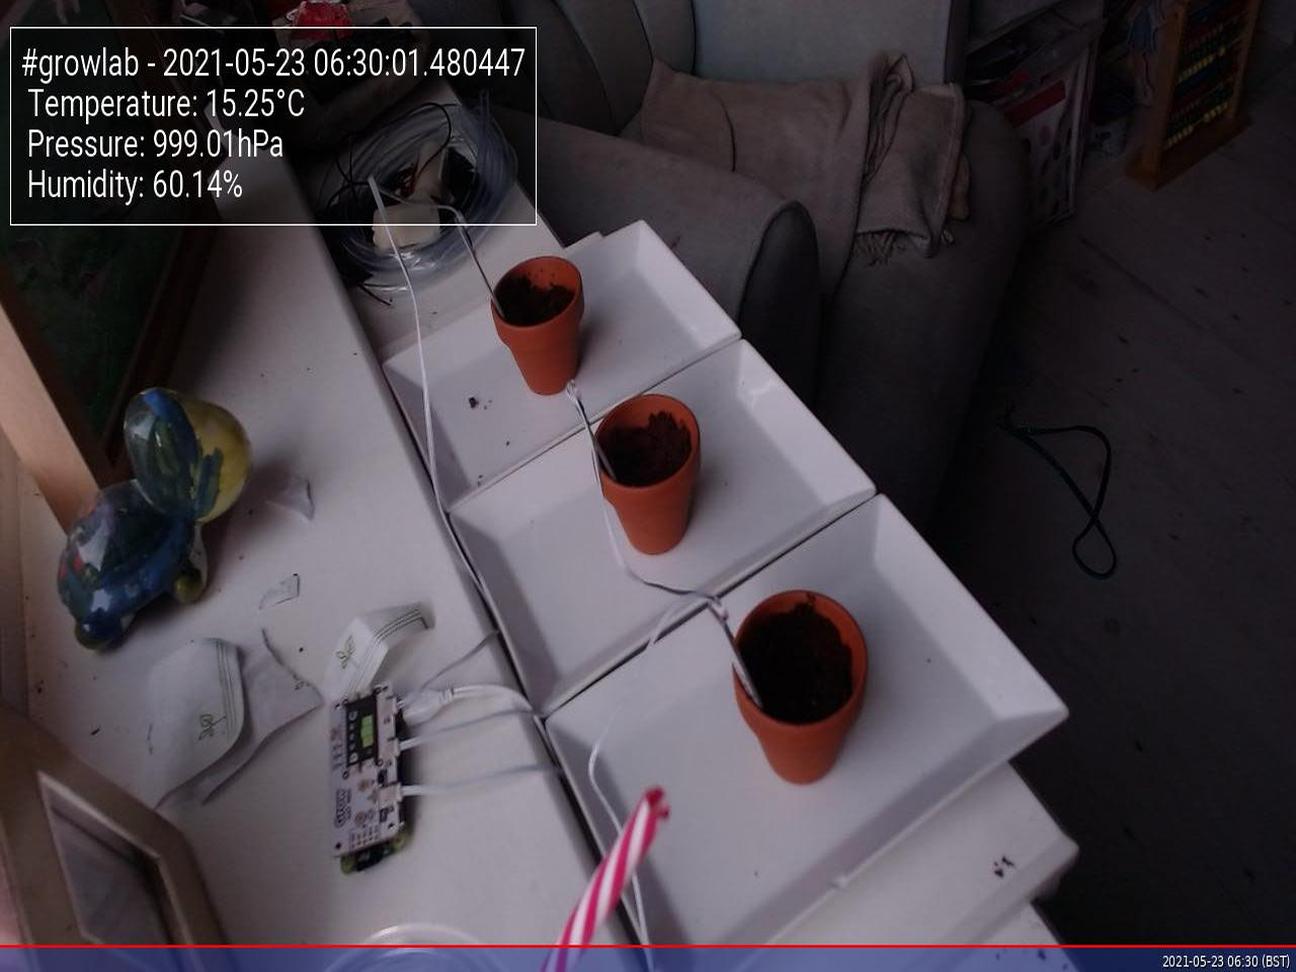 #growlab - 2021-05-23 06:30:01.480447
Temperature: 15.25°C
Pressure: 999.01hPa
Humidity: 60.14%
Grow
2021-05-23 06:30 (BST)